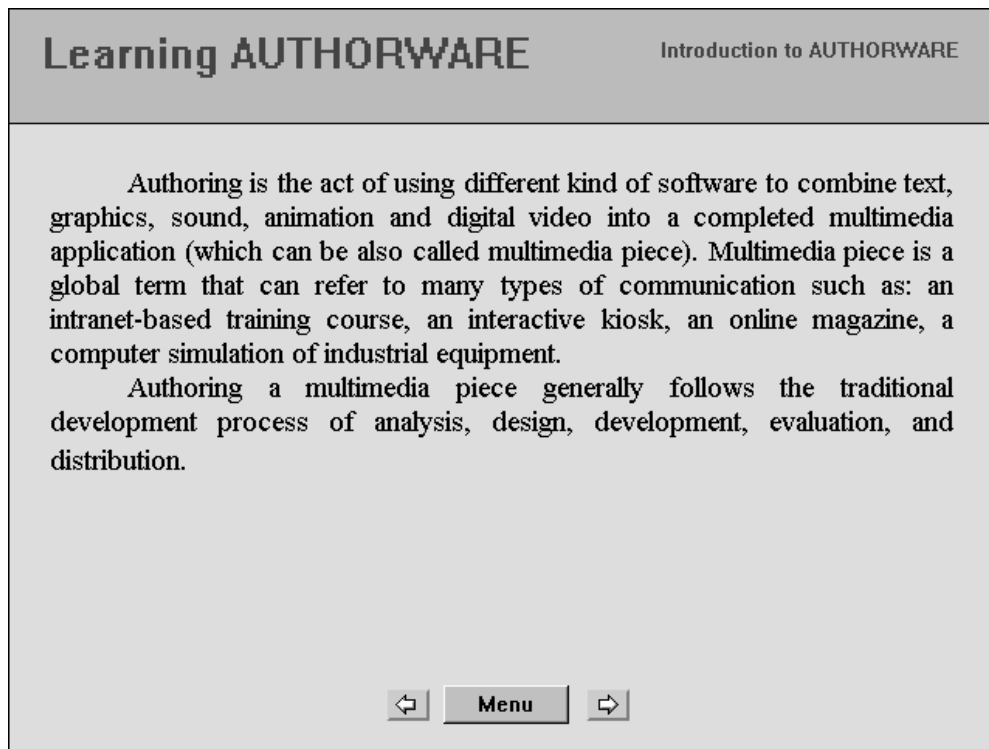 Learning AUTHORWARE
Introduction to AUTHORWARE
Authoring is the act of using different kind of software to combine text,
graphics, sound, animation and digital video into a completed multimedia
application (which can be also called multimedia piece). Multimedia piece is a
global term that can refer to many types of communication such as: an
intranet-based training course, an interactive kiosk, an online magazine, a
computer simulation of industrial equipment.
Authoring a multimedia piece generally follows the traditional
development process of analysis, design, development, evaluation, and
distribution.
Menu